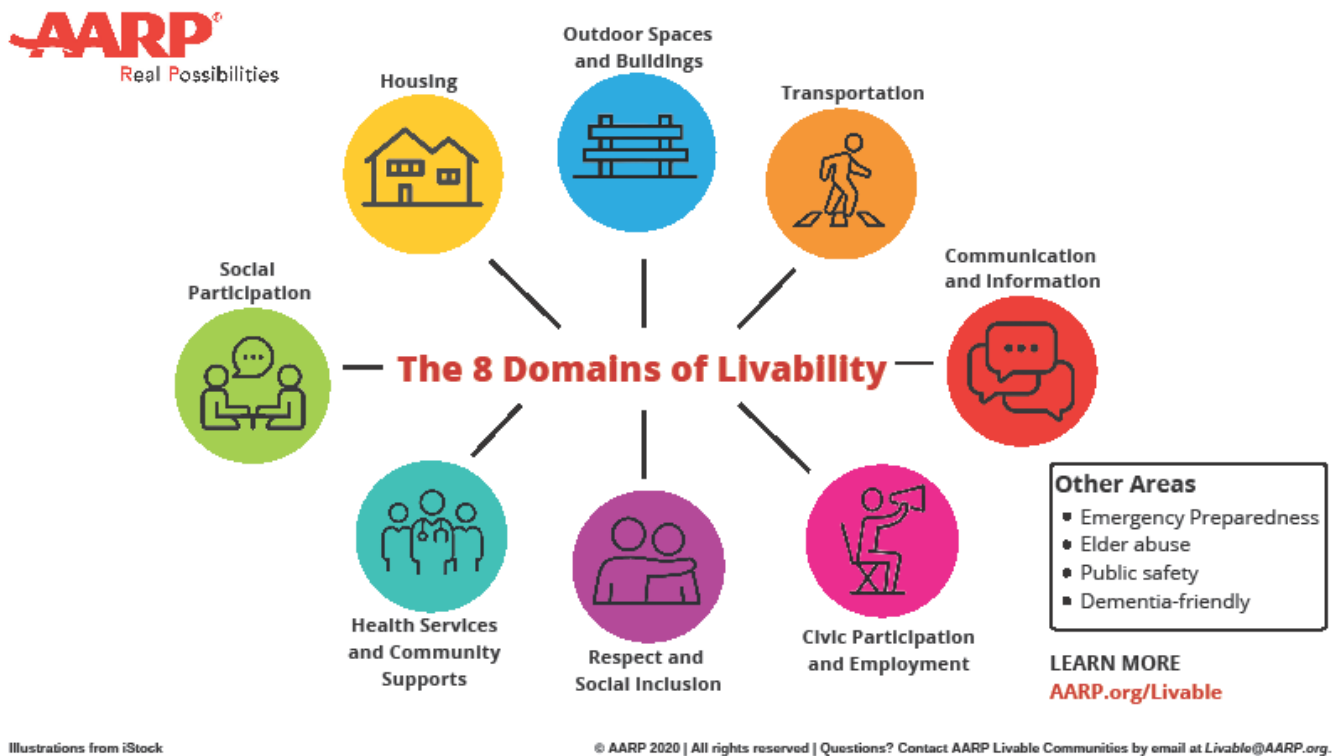 AARP®
Real Possibilities
Housing
Outdoor Spaces
and Buildings
Transportation
Social
Participation
Communication
and Information
The 8 Domains of Livability
Health Services
and Community
Supports
Respect and
Social Inclusion
Civic Participation
and Employment
Other Areas
Emergency Preparedness
Elder abuse
Public safety
Dementia-friendly
LEARN MORE
AARP.org/Livable
Illustrations from iStock
© AARP 2020 | All rights reserved | Questions? Contact AARP Livable Communities by email at Livable@AARP.org.